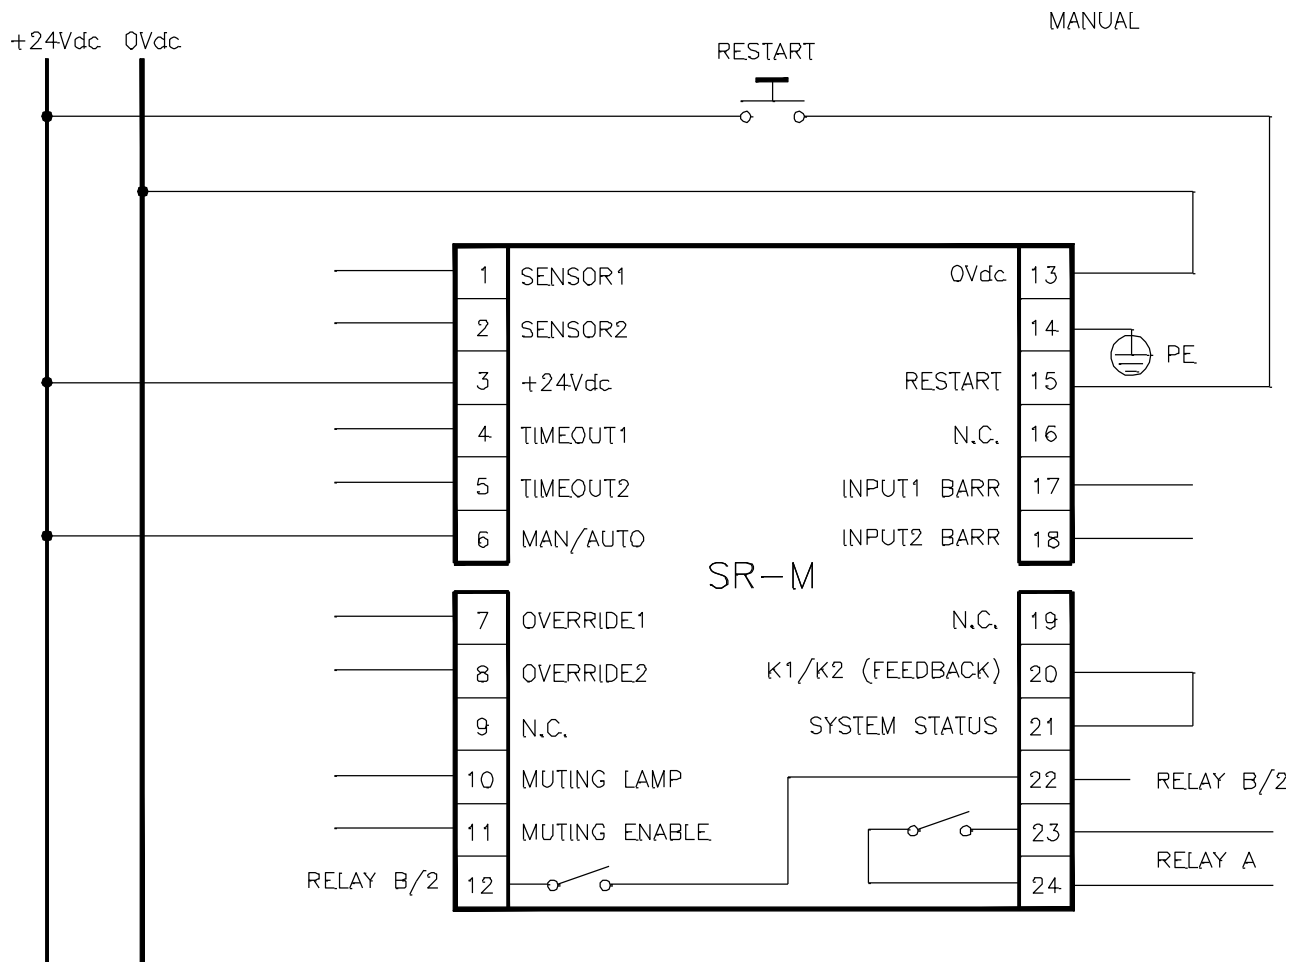 MANUAL
+24Vdc 0Vdc
RESTART
1 SENSOR1 0Vdc 13
2 SENSOR2 14
PE
3 +24Vdc RESTART 15
4 TIMEOUT1 N.C. 16
5 TIMEOUT2 INPUT1 BARR 17
6 MAN/AUTO INPUT2 BARR 18
SR-M
7 OVERRIDE1 N.C. 19
8 OVERRIDE2 K1/K2 (FEEDBACK) 20
9 N.C. SYSTEM STATUS 21
10 MUTING LAMP 22 RELAY B/2
11 MUTING ENABLE 23
RELAY A
RELAY B/2 12 24